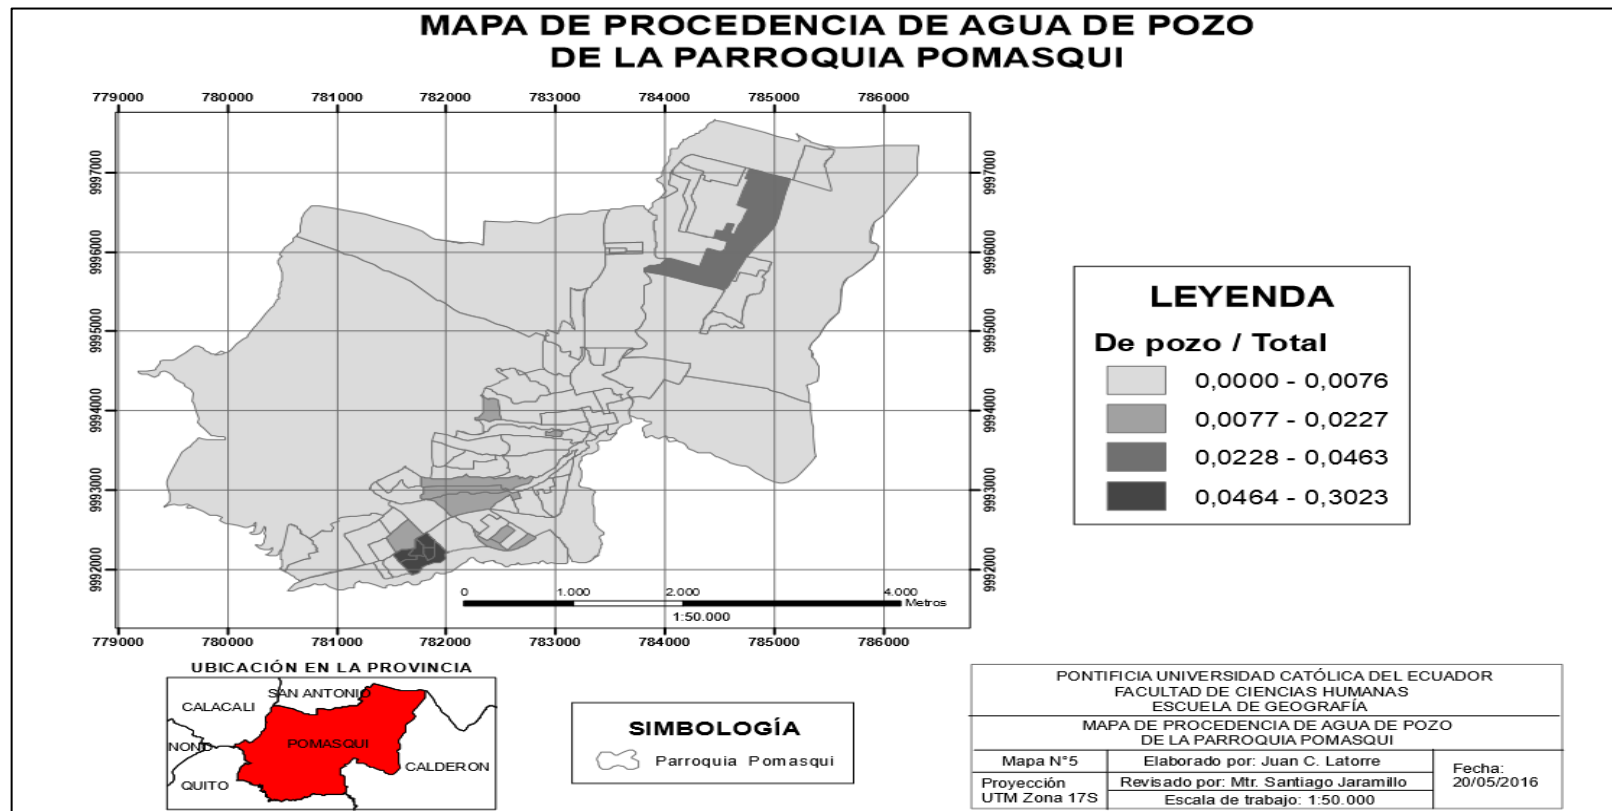 MAPA DE PROCEDENCIA DE AGUA DE POZO
DE LA PARROQUIA POMASQUI
779000 780000 781000 782000 783000 784000 785000 786000
9997000 9997000
9996000 9996000
9995000 9995000
9994000 9994000
9993000 9993000
9992000 9992000
0 1.000 2.000 4.000
Metros
1:50.000
779000 780000 781000 782000 783000 784000 785000 786000
LEYENDA
De pozo / Total
0,0000 - 0,0076
0,0077 - 0,0227
0,0228 - 0,0463
0,0464 - 0,3023
UBICACIÓN EN LA PROVINCIA
SAN ANTONIO
CALACALI
POMASQUI
NONO
CALDERON
QUITO
SIMBOLOGÍA
Parroquia Pomasqui
PONTIFICIA UNIVERSIDAD CATÓLICA DEL ECUADOR
FACULTAD DE CIENCIAS HUMANAS
ESCUELA DE GEOGRAFÍA
MAPA DE PROCEDENCIA DE AGUA DE POZO
DE LA PARROQUIA POMASQUI
Mapa N°5
Elaborado por: Juan C. Latorre
Fecha:
20/05/2016
Proyección
UTM Zona 17S
Revisado por: Mtr. Santiago Jaramillo
Escala de trabajo: 1:50.000